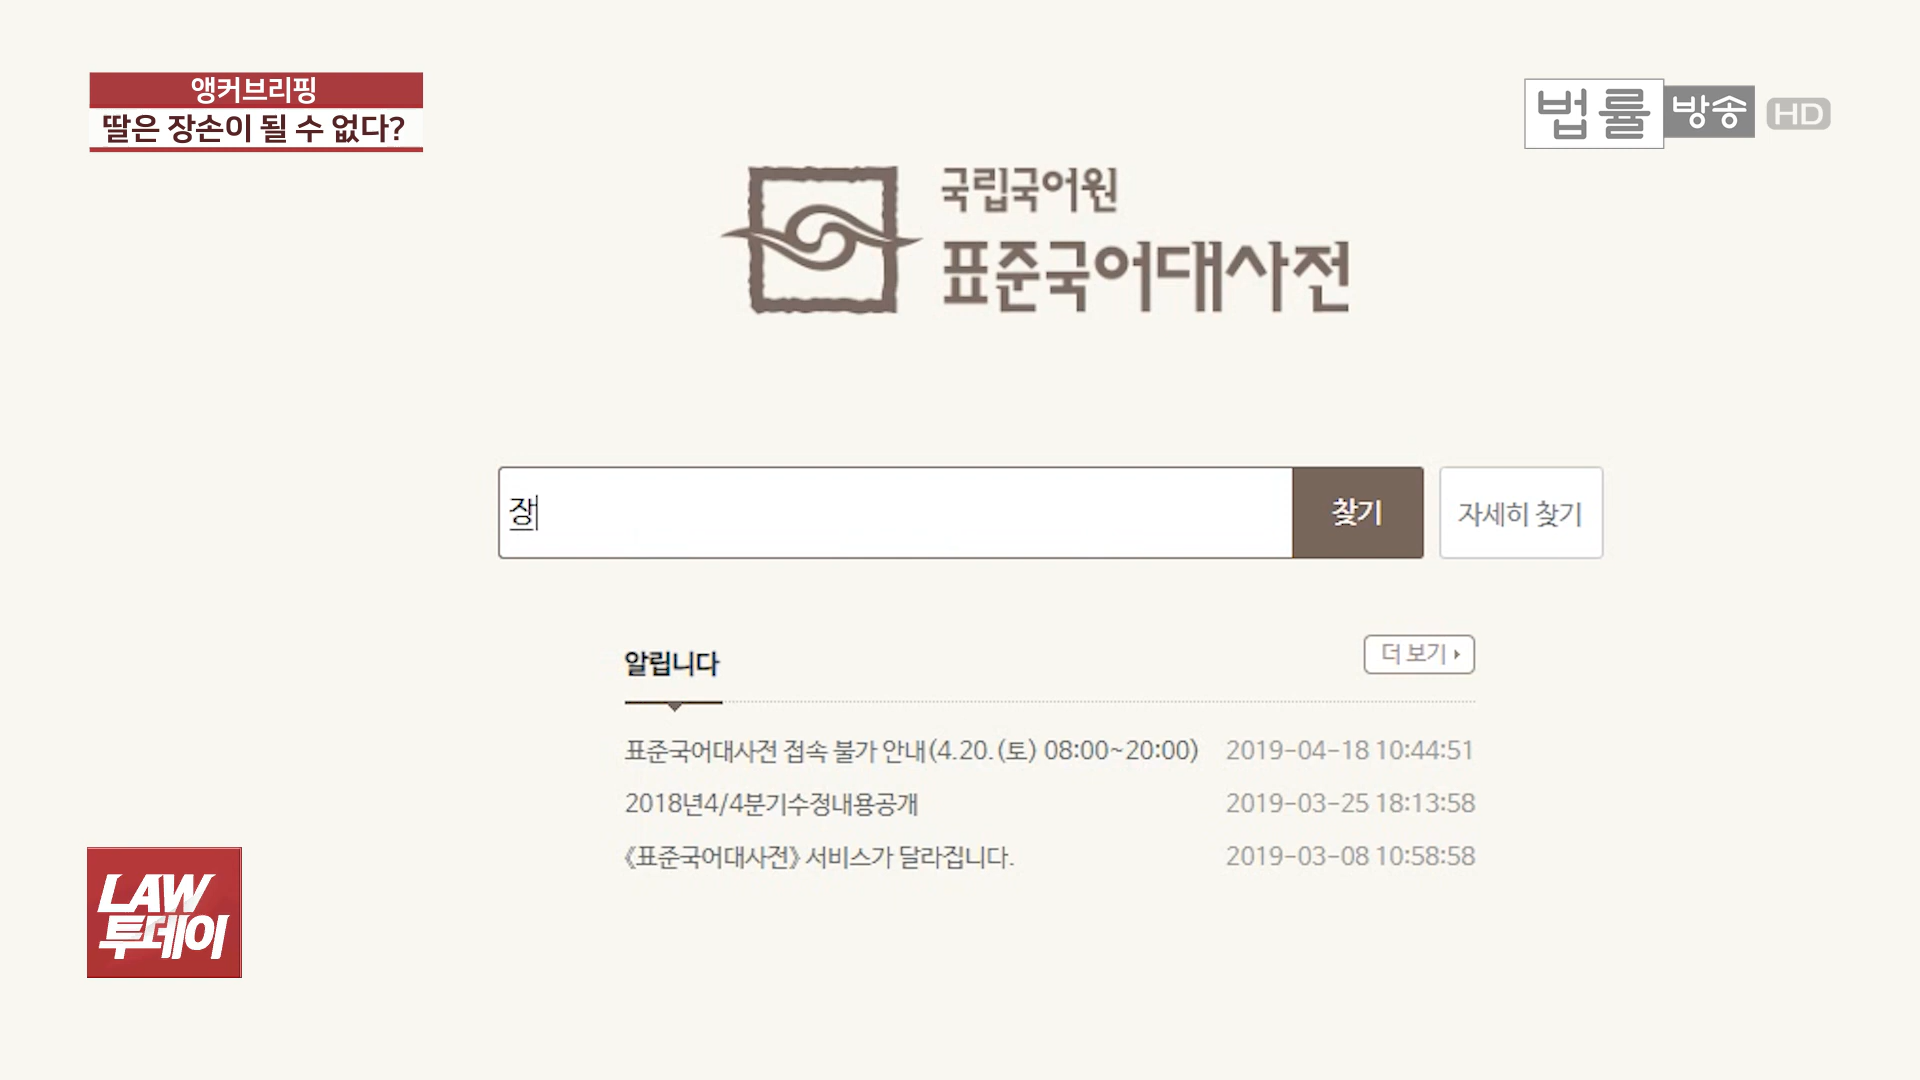 앵커브리핑
딸은 장손이 될 수 없다?
법률방송 HD
국립국어원
표준국어대사전
장
찾기
자세히 찾기
알립니다
더 보기
표준국어대사전 접속 불가 안내(4.20.(토) 08:00~20:00) 2019-04-18 10:44:51
2018년4/4분기수정내용공개 2019-03-25 18:13:58
《표준국어대사전》 서비스가 달라집니다. 2019-03-08 10:58:58
LAW
투데이